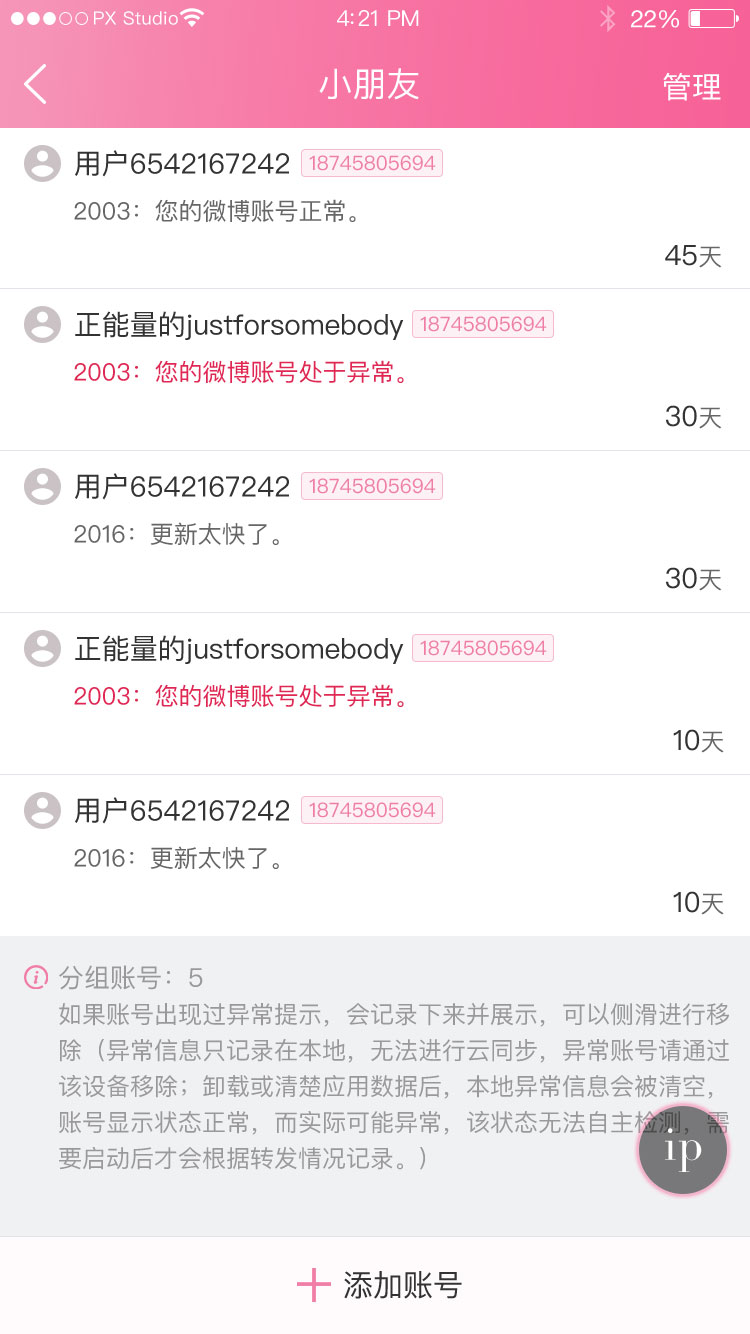 PX Studio 4:21 PM 22%
小朋友 管理
用户6542167242 18745805694
2003：您的微博账号正常。
45天
正能量的justforsomebody 18745805694
2003：您的微博账号处于异常。
30天
用户6542167242 18745805694
2016：更新太快了。
30天
正能量的justforsomebody 18745805694
2003：您的微博账号处于异常。
10天
用户6542167242 18745805694
2016：更新太快了。
10天
分组账号：5
如果账号出现过异常提示，会记录下来并展示，可以侧滑进行移
除（异常信息只记录在本地，无法进行云同步，异常账号请通过
该设备移除；卸载或清楚应用数据后，本地异常信息会被清空，
账号显示状态正常，而实际可能异常，该状态无法自主检测，需
要启动后才会根据转发情况记录。）
ip
添加账号